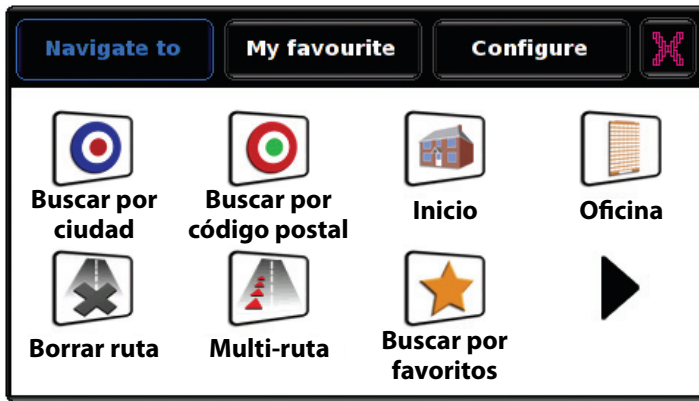 Navigate to
My favourite
Configure
Buscar por
ciudad
Buscar por
código postal
Inicio
Oficina
Borrar ruta
Multi-ruta
Buscar por
favoritos